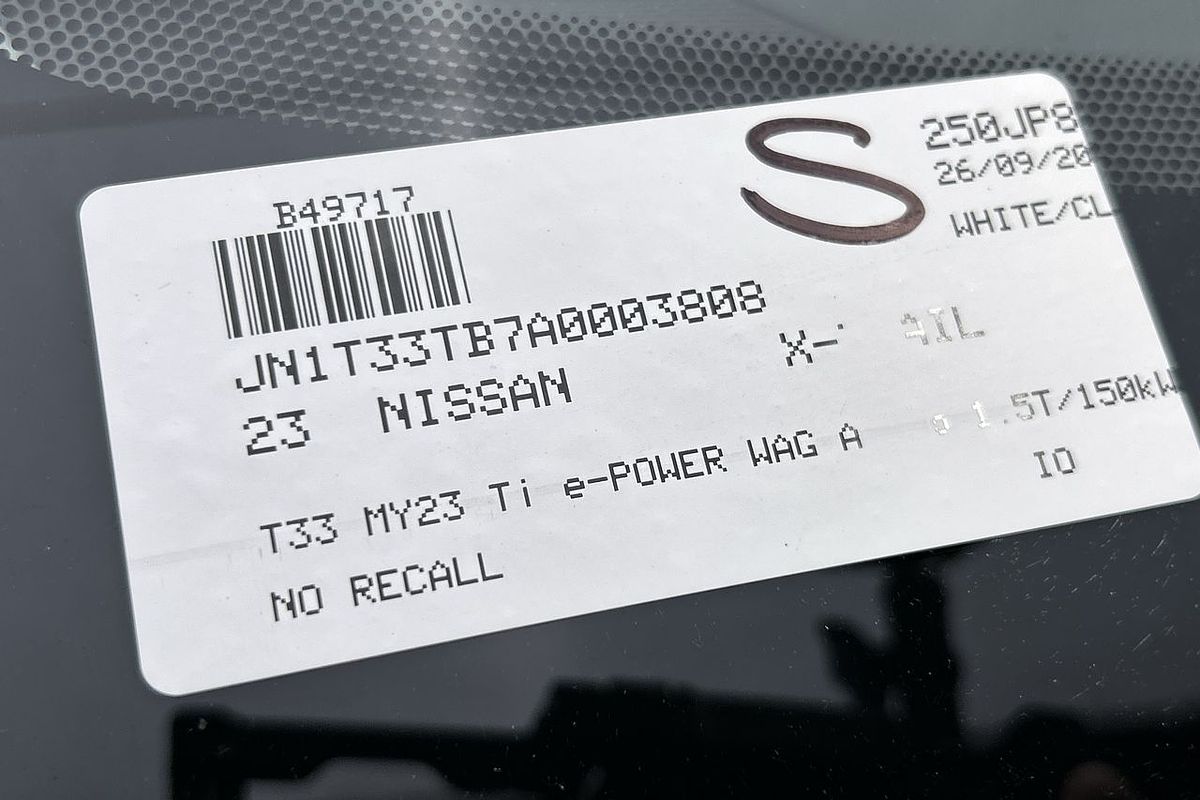 B49717
S
250JP8
26/09/20
WHITE/CL
JN1T33TB7A0003808
23 NISSAN
T33 MY23 Ti e-POWER WAG A 1.5T/150kW
IO
NO RECALL